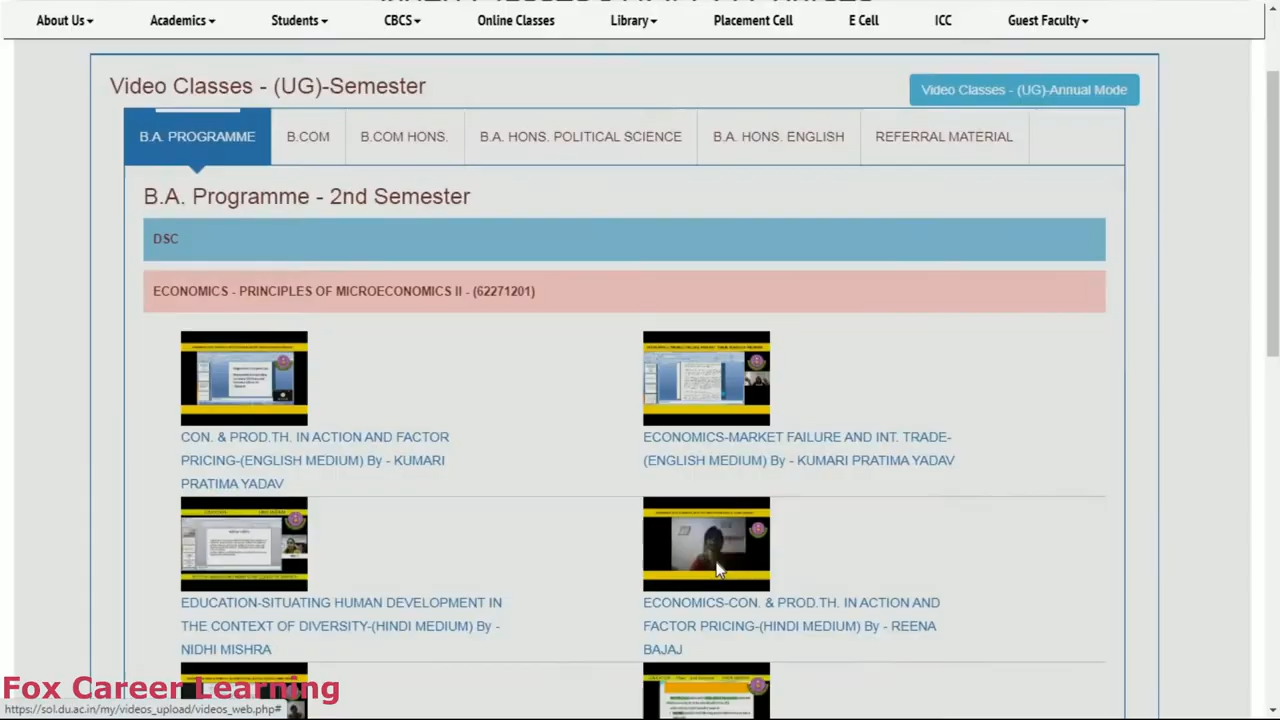 About Us Academics Students CBCS Online Classes Library Placement Cell E Cell ICC Guest Faculty
Video Classes - (UG)-Semester
Video Classes - (UG)-Annual Mode
B.A. PROGRAMME B.COM B.COM HONS. B.A. HONS. POLITICAL SCIENCE B.A. HONS. ENGLISH REFERRAL MATERIAL
B.A. Programme - 2nd Semester
DSC
ECONOMICS - PRINCIPLES OF MICROECONOMICS II - (62271201)
CON. & PROD.TH. IN ACTION AND FACTOR
PRICING-(ENGLISH MEDIUM) By - KUMARI
PRATIMA YADAV
ECONOMICS-MARKET FAILURE AND INT. TRADE-
(ENGLISH MEDIUM) By - KUMARI PRATIMA YADAV
EDUCATION-SITUATING HUMAN DEVELOPMENT IN
THE CONTEXT OF DIVERSITY-(HINDI MEDIUM) By -
NIDHI MISHRA
ECONOMICS-CON. & PROD.TH. IN ACTION AND
FACTOR PRICING-(HINDI MEDIUM) By - REENA
BAJAJ
Fox Career Learning
https://sol.du.ac.in/my/videos_upload/videos_web.php#